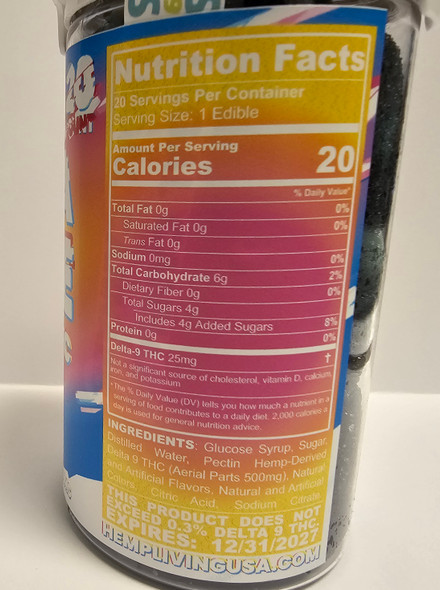 Nutrition Facts
20 Servings Per Container
Serving Size: 1 Edible
Amount Per Serving
Calories 20
% Daily Value*
Total Fat 0g 0%
Saturated Fat 0g 0%
Trans Fat 0g
Sodium 0mg 0%
Total Carbohydrate 6g 2%
Dietary Fiber 0g 0%
Total Sugars 4g
Includes 4g Added Sugars 8%
Protein 0g 0%
Delta-9 THC 25mg †
Not a significant source of cholesterol, vitamin D, calcium,
iron, and potassium
*The % Daily Value (DV) tells you how much a nutrient in a
serving of food contributes to a daily diet. 2,000 calories a
day is used for general nutrition advice.
INGREDIENTS: Glucose Syrup, Sugar,
Distilled Water, Pectin Hemp-Derived
Delta 9 THC (Aerial Parts 500mg), Natural
and Artificial Flavors, Natural and Artificial
Colors, Citric Acid, Sodium Citrate.
THIS PRODUCT DOES NOT
EXCEED 0.3% DELTA 9 THC.
EXPIRES: 12/31/2027
HEMPLIVINGUSA.COM